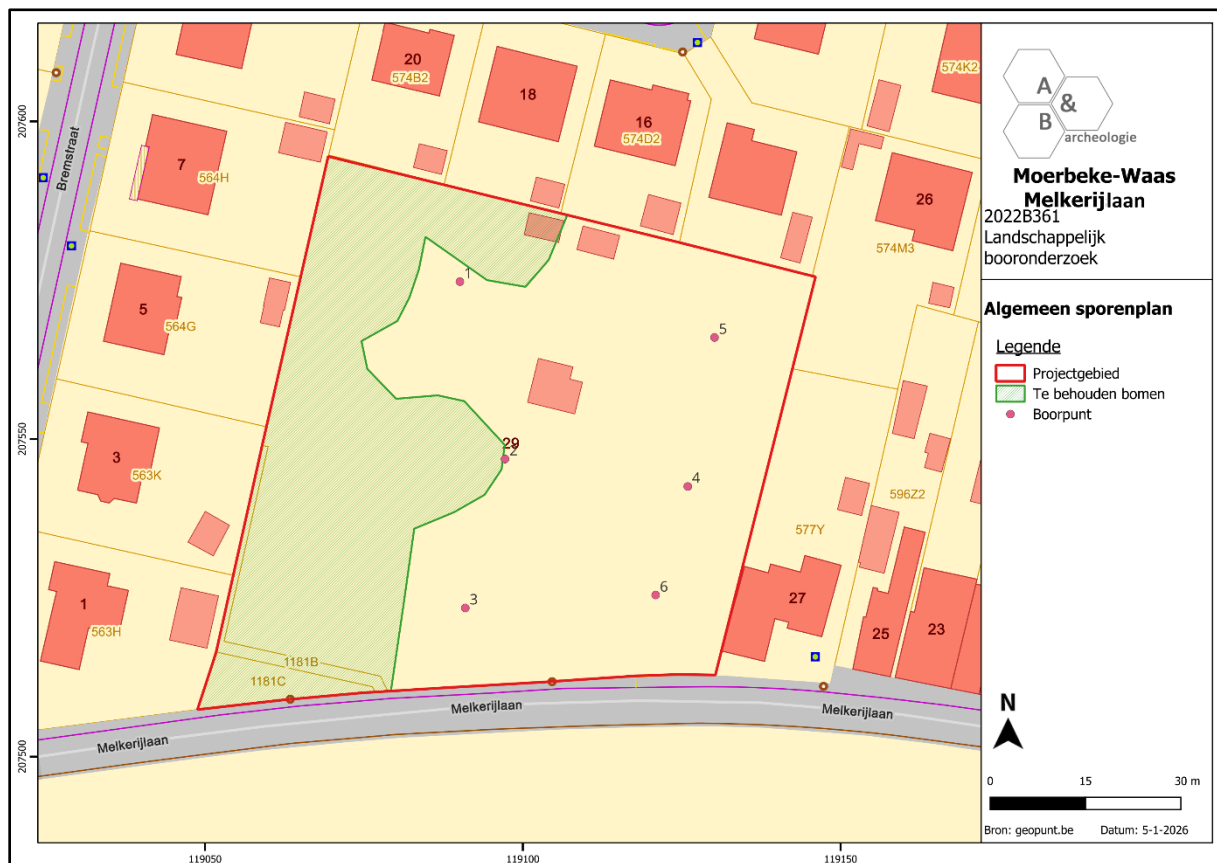 20
574B2
18
16
574D2
574K2
207600
Bremstraat
7
564H
26
574M3
1
5
5
564G
207550
29
2
3
563K
4
596Z2
577Y
1
563H
3
6
27
25
23
1181B
1181C
Melkerijlaan
Melkerijlaan
Melkerijlaan
207500
119050
119100
119150
A
&
B
archeologie
Moerbeke-Waas
Melkerijlaan
2022B361
Landschappelijk
booronderzoek
Algemeen sporenplan
Legende
Projectgebied
Te behouden bomen
Boorpunt
N
0 15 30 m
Bron: geopunt.be Datum: 5-1-2026